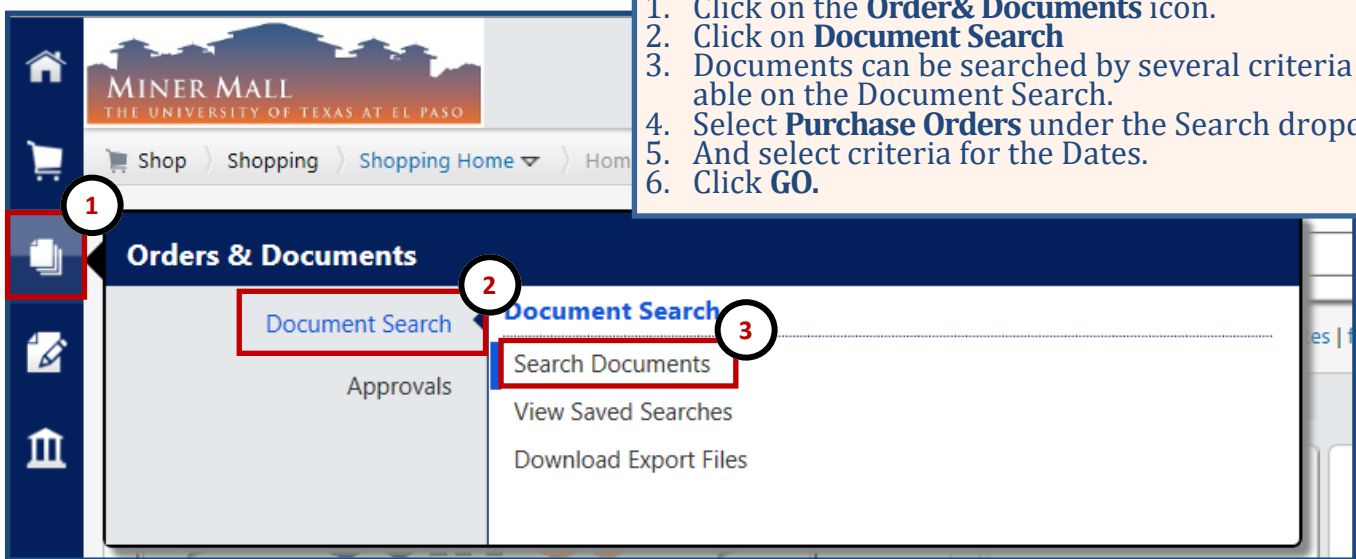 1. Click on the Order& Documents icon.
2. Click on Document Search
3. Documents can be searched by several criteria
able on the Document Search.
4. Select Purchase Orders under the Search
5. And select criteria for the Dates.
6. Click GO.
MINER MALL
THE UNIVERSITY OF TEXAS AT EL PASO
Shop Shopping Shopping Home Hom
1
Orders & Documents
2
Document Search
Document Search
3
es | f
Search Documents
Approvals
View Saved Searches
Download Export Files